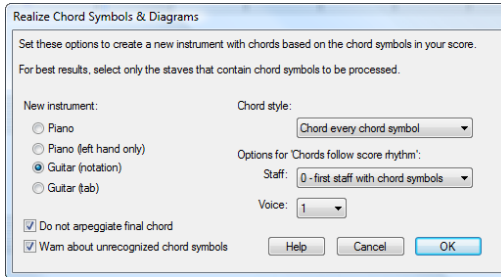 Realize Chord Symbols & Diagrams
Set these options to create a new instrument with chords based on the chord symbols in your score.
For best results, select only the staves that contain chord symbols to be processed.
New instrument:
Piano
Piano (left hand only)
Guitar (notation)
Guitar (tab)
Do not arpeggiate final chord
Warn about unrecognized chord symbols
Chord style:
Chord every chord symbol
Options for 'Chords follow score rhythm':
Staff: 0 - first staff with chord symbols
Voice: 1
Help Cancel OK